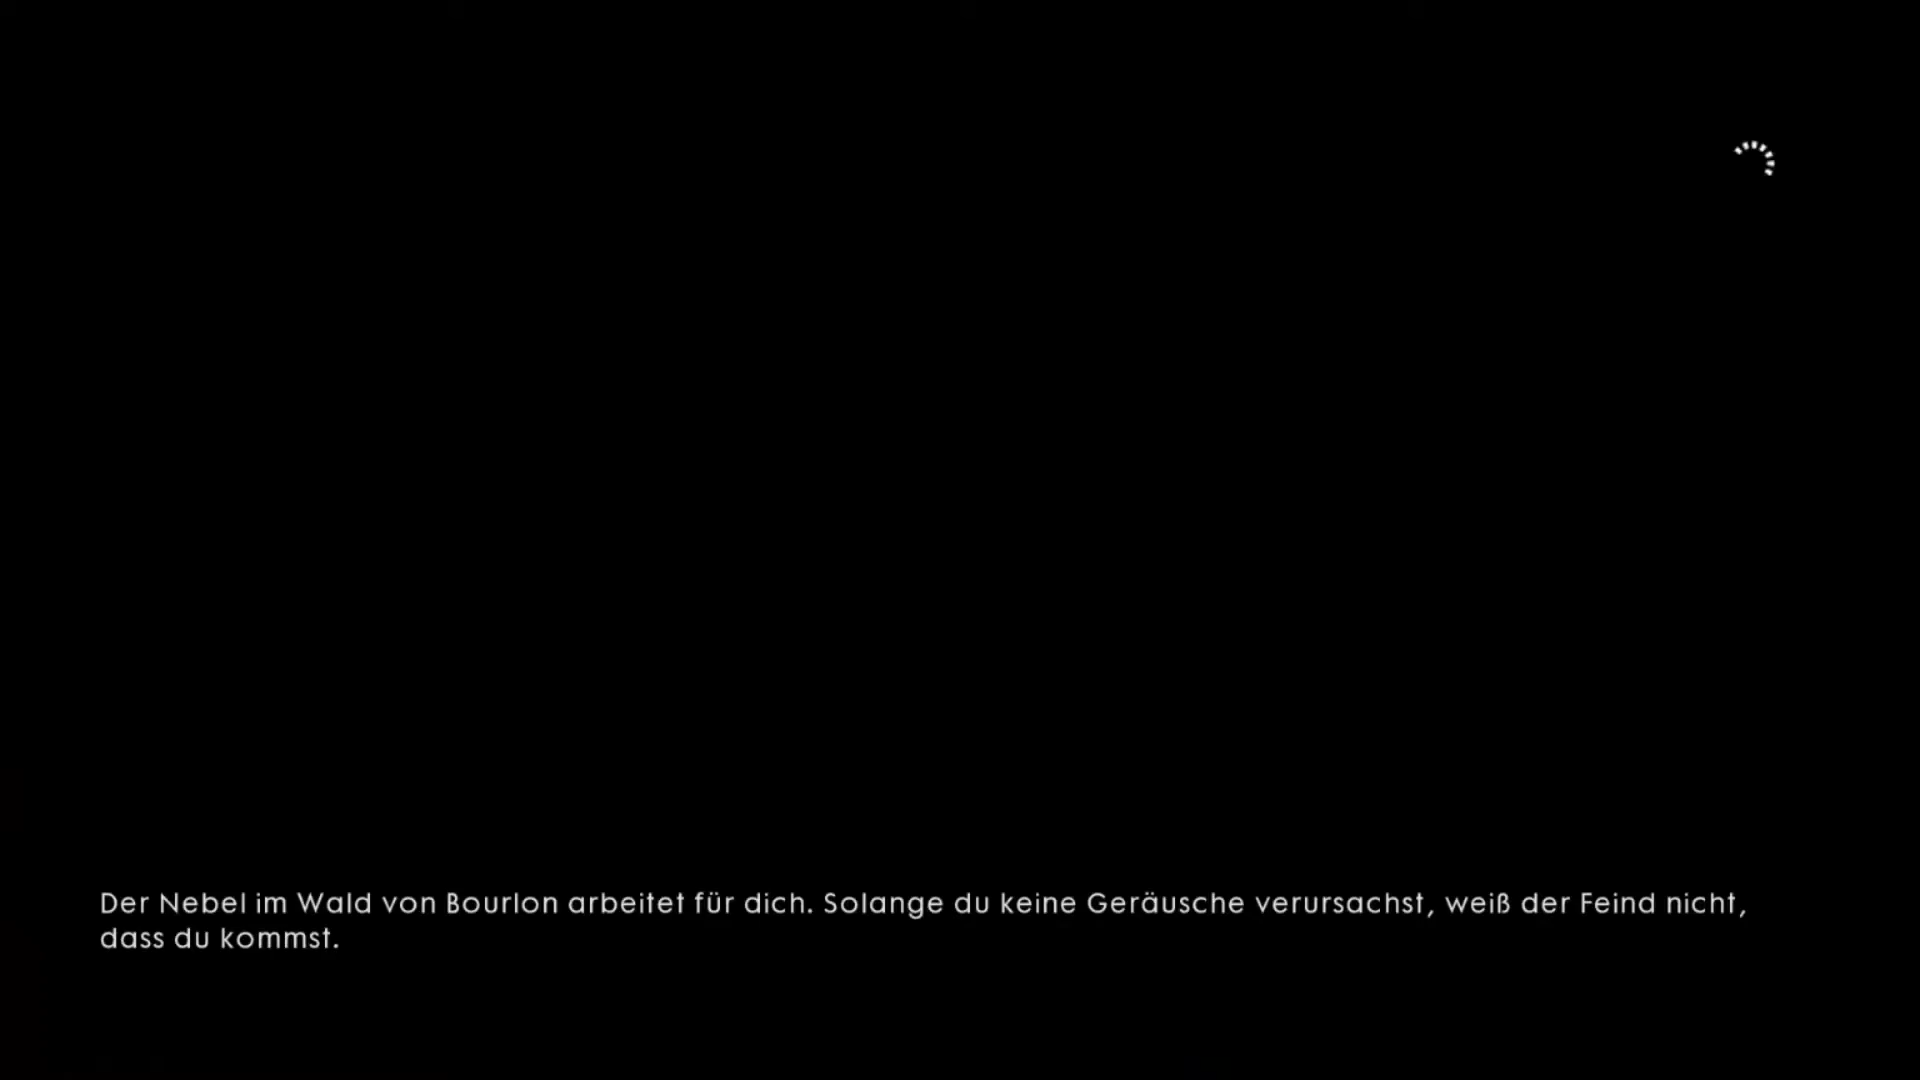 Der Nebel im Wald von Bourlon arbeitet für dich. Solange du keine Geräusche verursachst, weiß der Feind nicht,
dass du kommst.